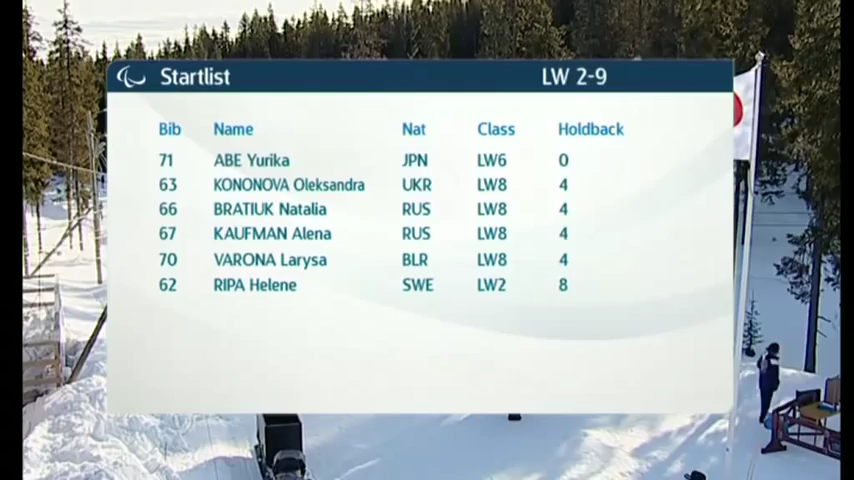 Startlist LW 2-9
Bib Name Nat Class Holdback
71 ABE Yurika JPN LW6 0
63 KONONOVA Oleksandra UKR LW8 4
66 BRATIUK Natalia RUS LW8 4
67 KAUFMAN Alena RUS LW8 4
70 VARONA Larysa BLR LW8 4
62 RIPA Helene SWE LW2 8